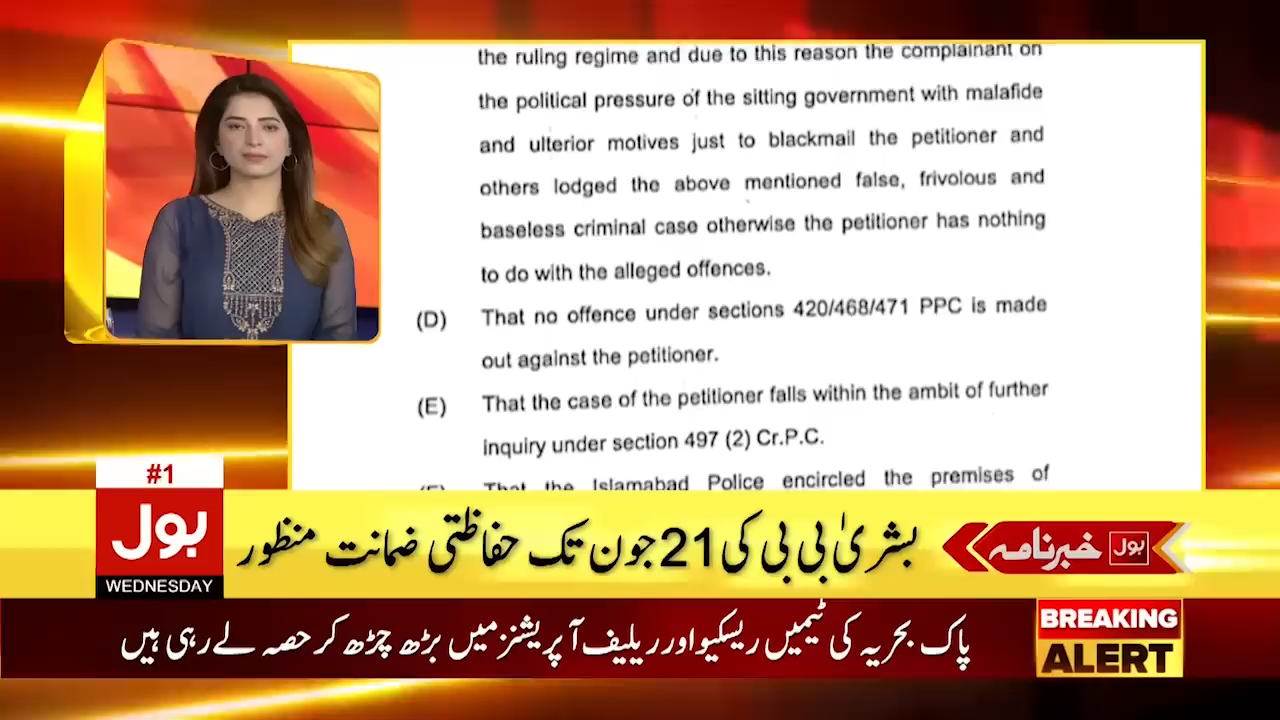 the ruling regime and due to this reason the complainant on
the political pressure of the sitting government with malafide
and ulterior motives just to blackmail the petitioner and
others lodged the above mentioned false, frivolous and
baseless criminal case otherwise the petitioner has nothing
to do with the alleged offences.
(D) That no offence under sections 420/468/471 PPC is made
out against the petitioner.
(E) That the case of the petitioner falls within the ambit of further
inquiry under section 497 (2) Cr.P.C.
That the Islamabad Police encircled the premises of
#1
بول
WEDNESDAY
بشریٰ بی بی کی 21 جون تک حفاظتی ضمانت منظور
بول خبرنامہ
پاک بحریہ کی ٹیمیں ریسکیو اور ریلیف آپریشنز میں بڑھ چڑھ کر حصہ لے رہی ہیں
BREAKING
ALERT